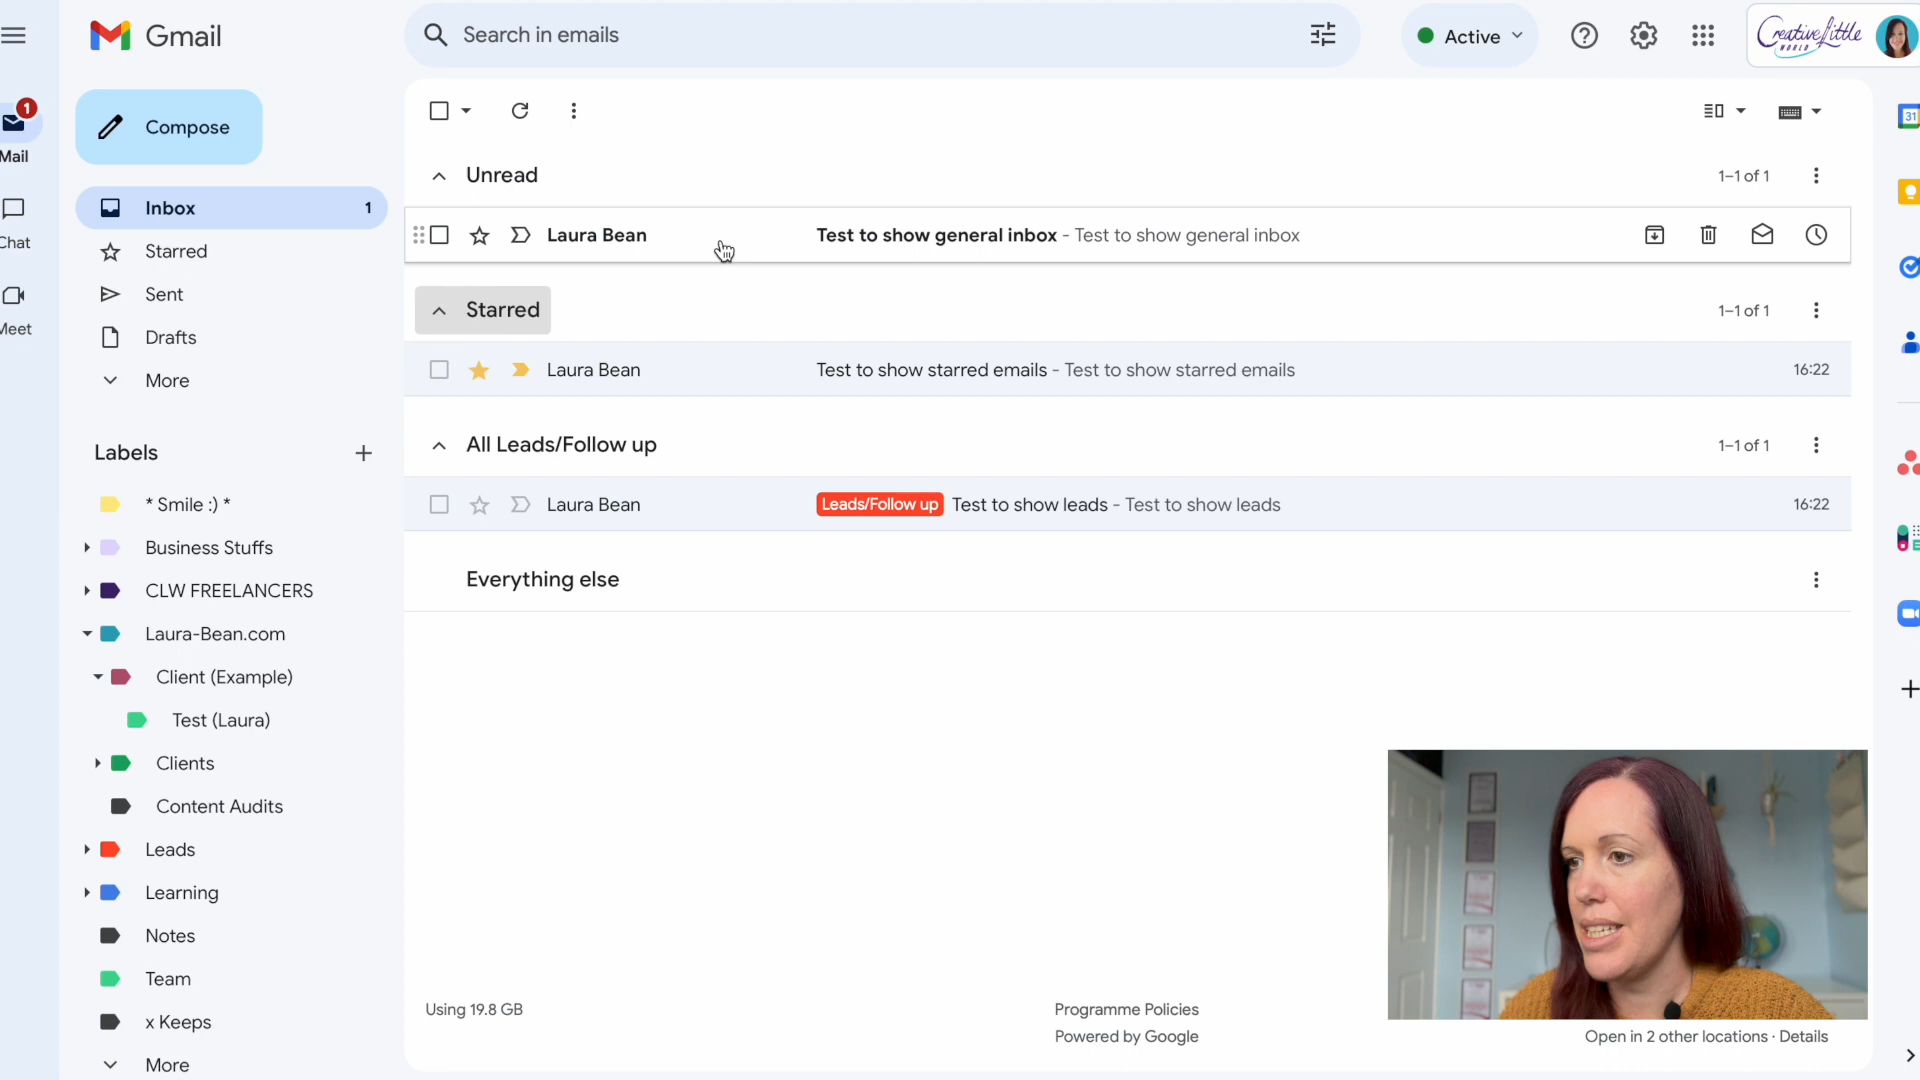 Gmail
Search in emails
Active
Creative Little
WORLD
1
Mail
Chat
Meet
Compose
Inbox 1
Starred
Sent
Drafts
More
Labels
* Smile :) *
Business Stuffs
CLW FREELANCERS
Laura-Bean.com
Client (Example)
Test (Laura)
Clients
Content Audits
Leads
Learning
Notes
Team
x Keeps
More
Unread 1–1 of 1
Laura Bean Test to show general inbox - Test to show general inbox
Starred 1–1 of 1
Laura Bean Test to show starred emails - Test to show starred emails 16:22
All Leads/Follow up 1–1 of 1
Laura Bean Leads/Follow up Test to show leads - Test to show leads 16:22
Everything else
Using 19.8 GB
Programme Policies
Powered by Google
Open in 2 other locations · Details
31